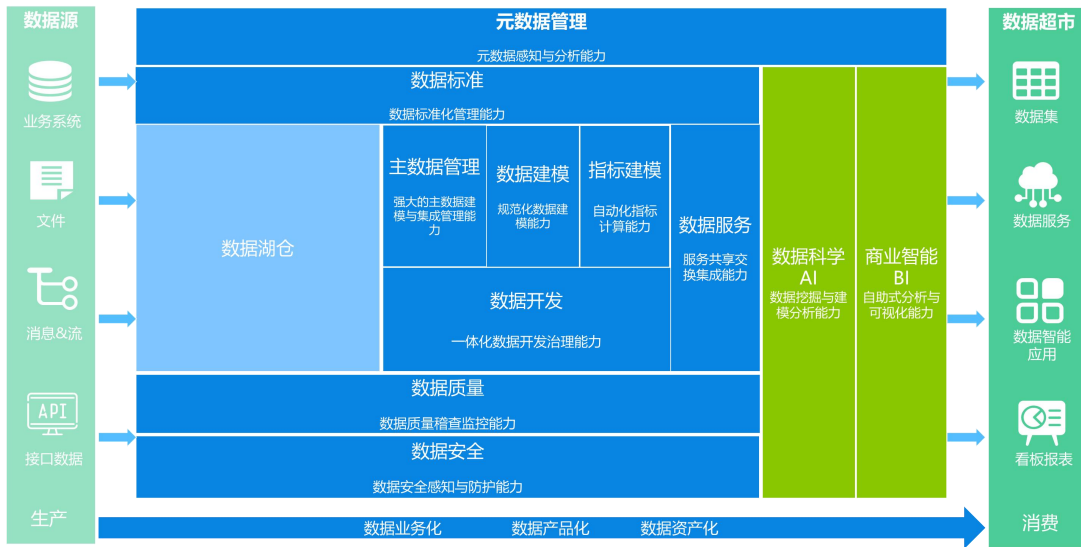 数据源
业务系统
文件
消息&流
API
接口数据
生产
元数据管理
元数据感知与分析能力
数据标准
数据标准化管理能力
数据湖仓
主数据管理
强大的主数据建
模与集成管理能
力
数据建模
规范化数据建
模能力
指标建模
自动化指标
计算能力
数据服务
服务共享交
换集成能力
数据开发
一体化数据开发治理能力
数据质量
数据质量稽查监控能力
数据安全
数据安全感知与防护能力
数据科学
AI
数据挖掘与建
模分析能力
商业智能
BI
自助式分析与
可视化能力
数据业务化
数据产品化
数据资产化
数据超市
数据集
数据服务
数据智能
应用
看板报表
消费